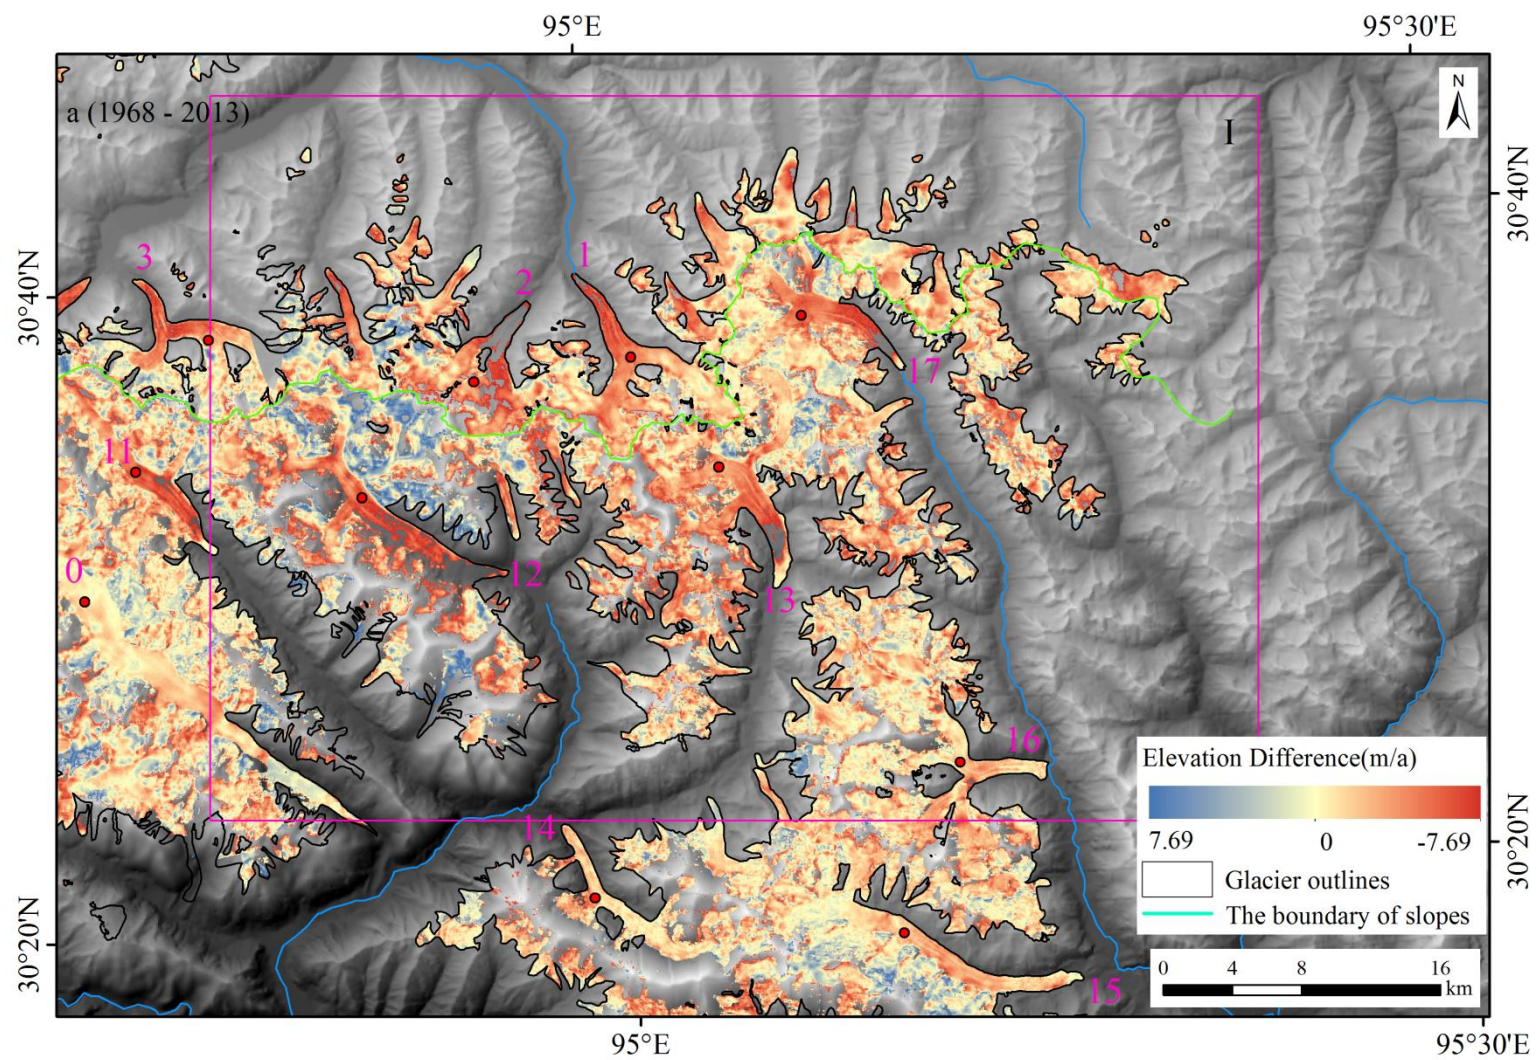 95°E
95°30'E
N
a (1968 - 2013)
I
30°40'N
30°40'N
3
2
1
17
11
0
12
13
16
14
15
Elevation Difference(m/a)
7.69
0
-7.69
Glacier outlines
The boundary of slopes
30°20'N
30°20'N
0
4
8
16
km
95°E
95°30'E